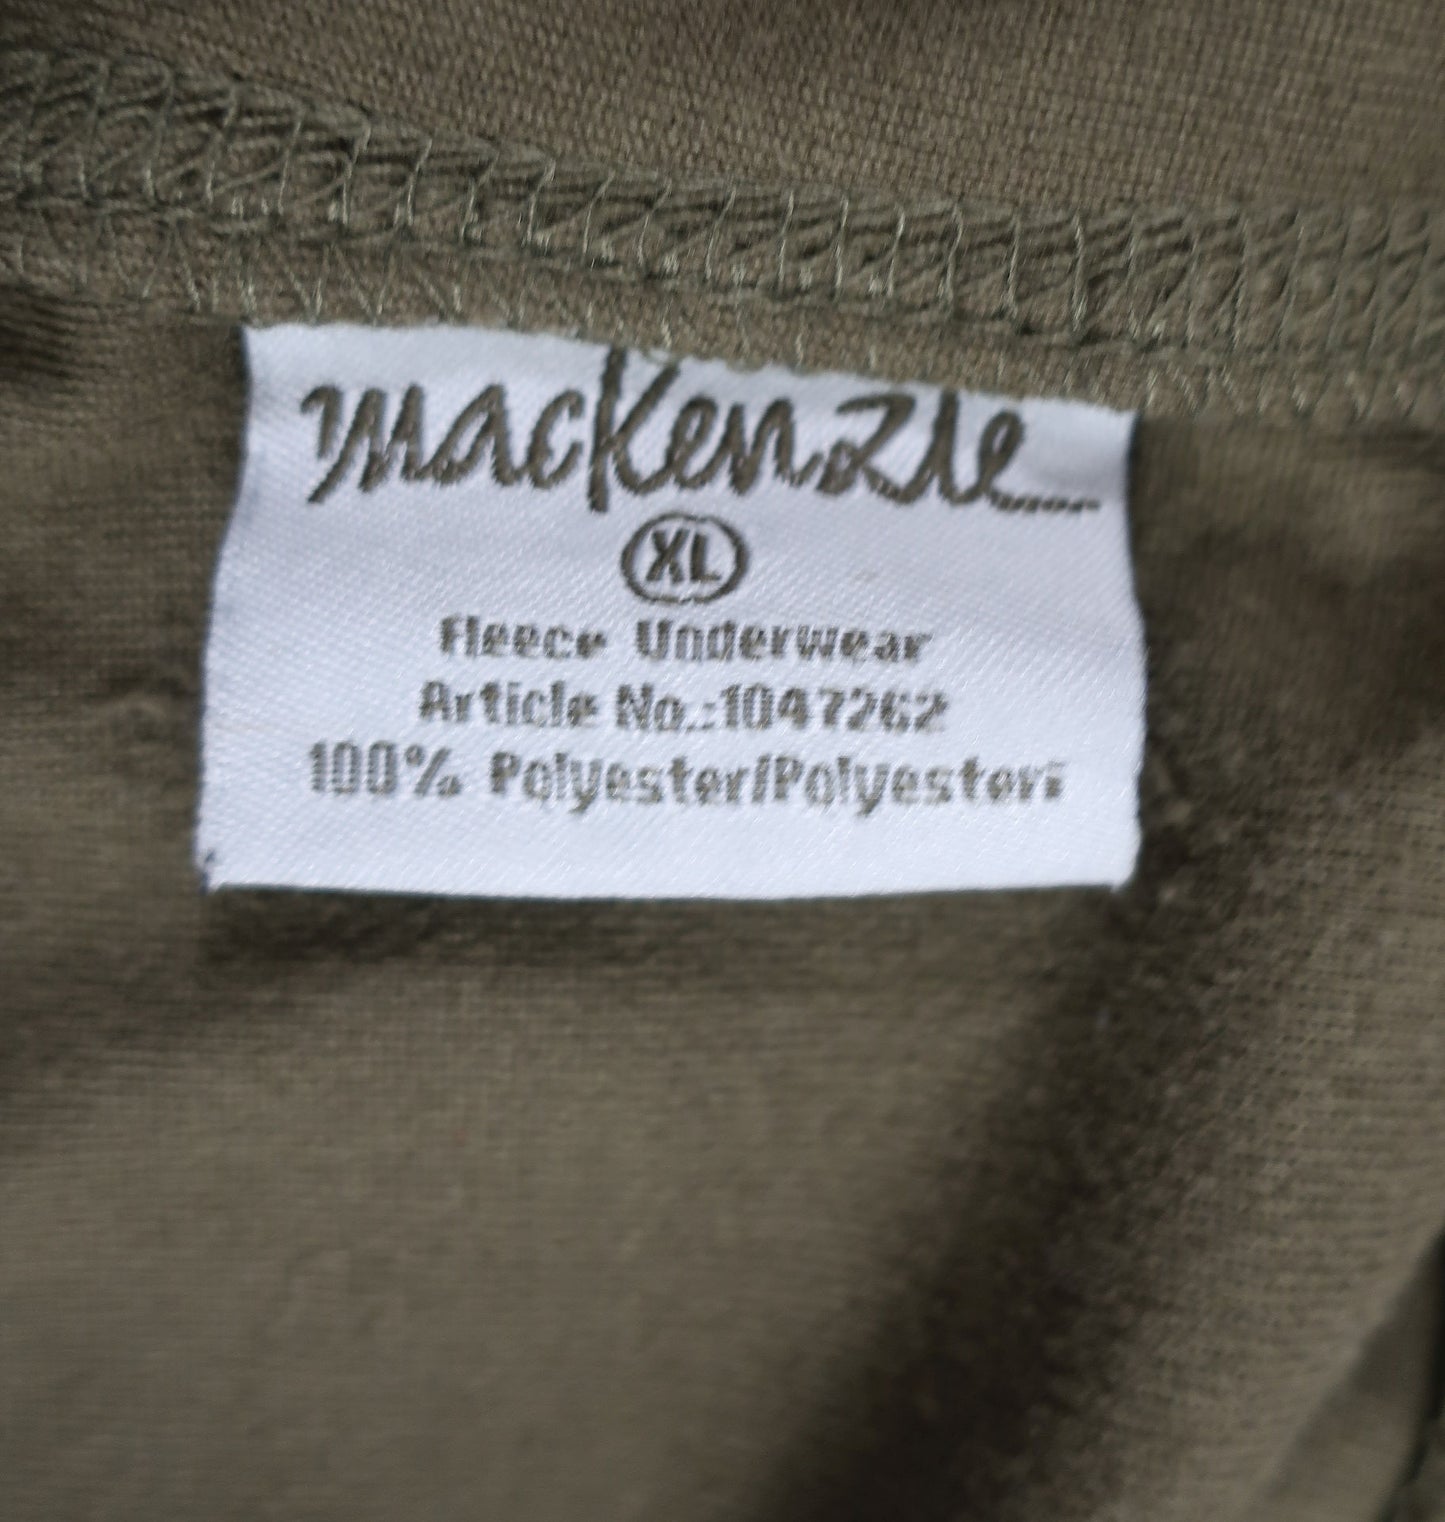 mackenzie
XL
Fleece Underwear
Article No.:1047262
100% Polyester/Polyesteri